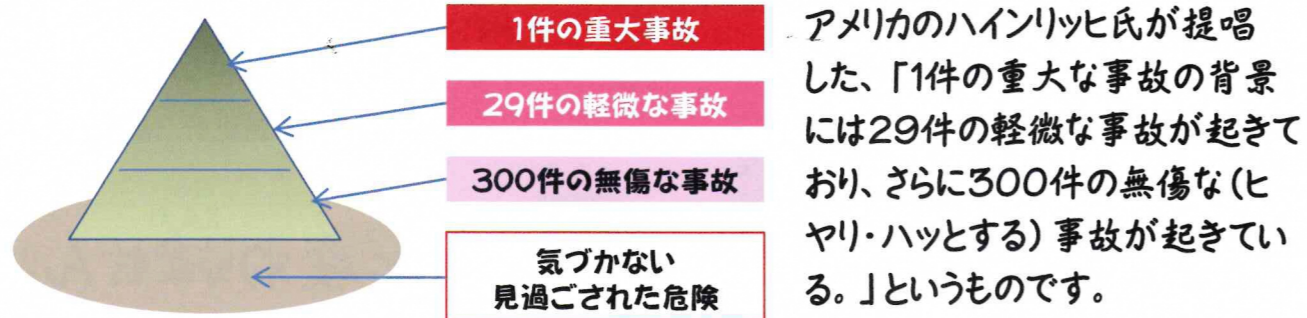 1件の重大事故
29件の軽微な事故
300件の無傷な事故
気づかない
見過ごされた危険
アメリカのハインリッヒ氏が提唱
した、「1件の重大な事故の背景
には29件の軽微な事故が起きて
おり、さらに300件の無傷な(ヒ
ヤリ・ハッとする)事故が起きてい
る。」というものです。